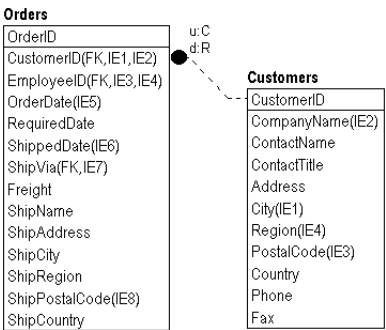 Orders
OrderID
CustomerID(FK,IE1,IE2)
EmployeeID(FK,IE3,IE4)
OrderDate(IE5)
RequiredDate
ShippedDate(IE6)
ShipVia(FK,IE7)
Freight
ShipName
ShipAddress
ShipCity
ShipRegion
ShipPostalCode(IE8)
ShipCountry
u:C
d:R
Customers
CustomerID
CompanyName(IE2)
ContactName
ContactTitle
Address
City(IE1)
Region(IE4)
PostalCode(IE3)
Country
Phone
Fax